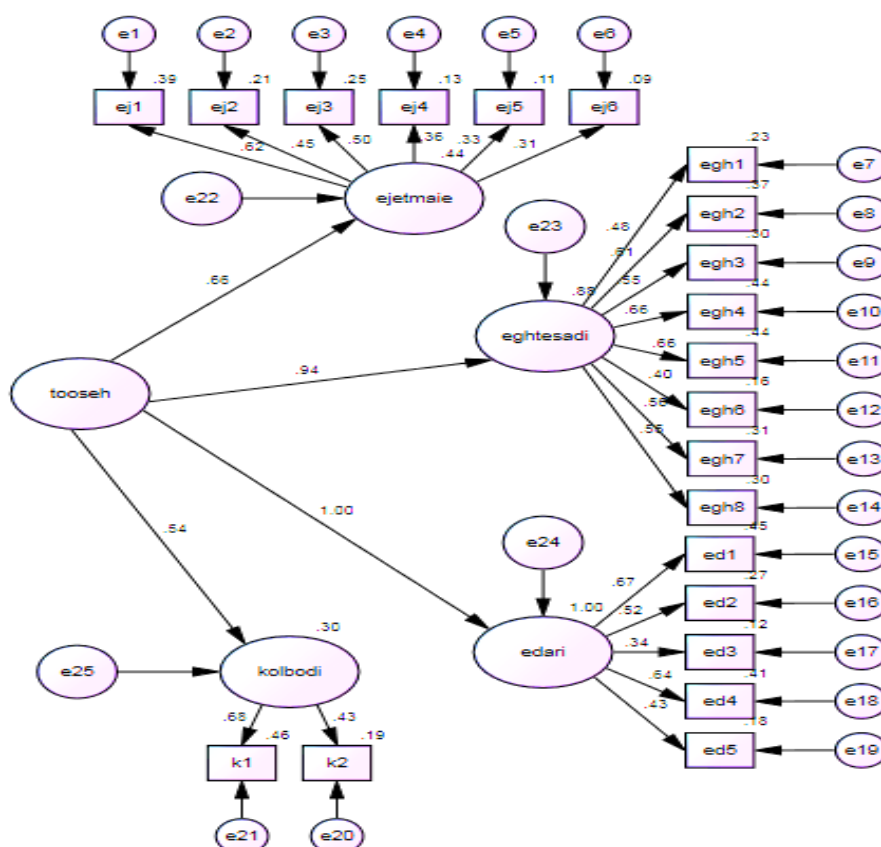 e1 e2 e3 e4 e5 e6
.39 .21 .25 .13 .11 .09
ej1 ej2 ej3 ej4 ej5 ej6
.62 .45 .50 .36 .33 .31
.44
e22 ejetmaie
.23
egh1 e7
.37
egh2 e8
.30
egh3 e9
.44
egh4 e10
.44
egh5 e11
.16
egh6 e12
.31
egh7 e13
.30
egh8 e14
e23
.48
.61
.55
.66
.66
.40
.56
.55
.88
eghtesadi
.66
.94
tooseh
1.00
.54
e24
.45
ed1 e15
.27
ed2 e16
.12
ed3 e17
.41
ed4 e18
.18
ed5 e19
.67
1.00 .52
.34
.64
.43
edari
.30
e25 kolbodi
.68 .43
.46 .19
k1 k2
e21 e20